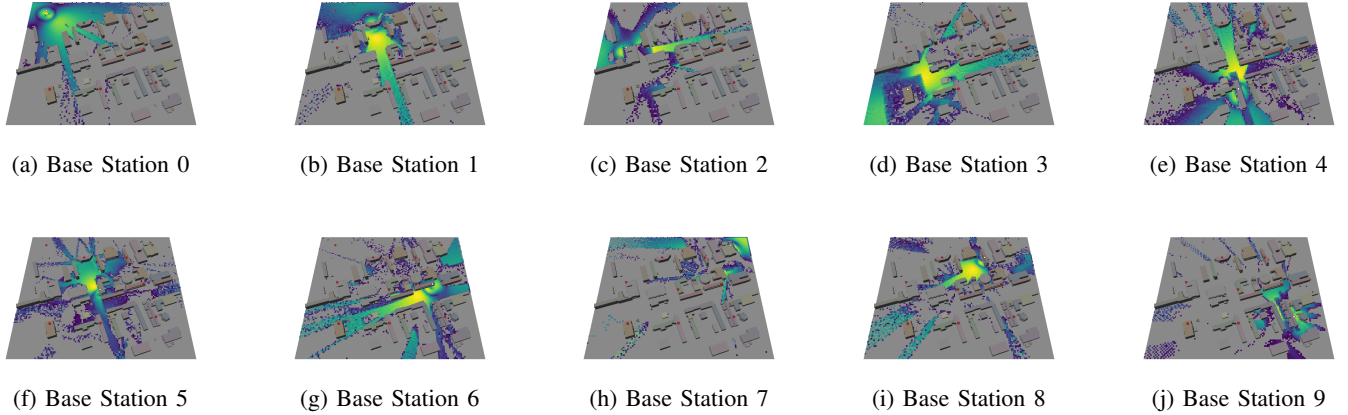 (a) Base Station 0
(b) Base Station 1
(c) Base Station 2
(d) Base Station 3
(e) Base Station 4
(f) Base Station 5
(g) Base Station 6
(h) Base Station 7
(i) Base Station 8
(j) Base Station 9